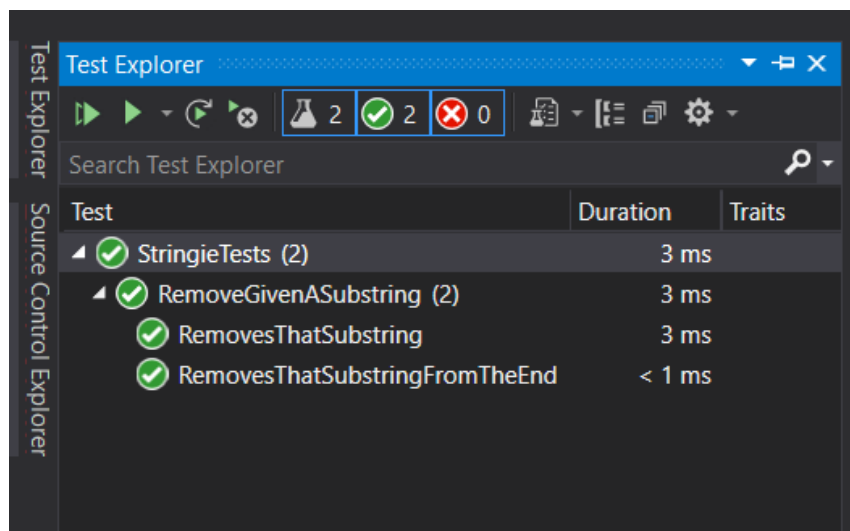 Test Explorer
Source Control Explorer
Test Explorer
2 2 0
Search Test Explorer
Test Duration Traits
StringieTests (2) 3 ms
RemoveGivenASubstring (2) 3 ms
RemovesThatSubstring 3 ms
RemovesThatSubstringFromTheEnd < 1 ms